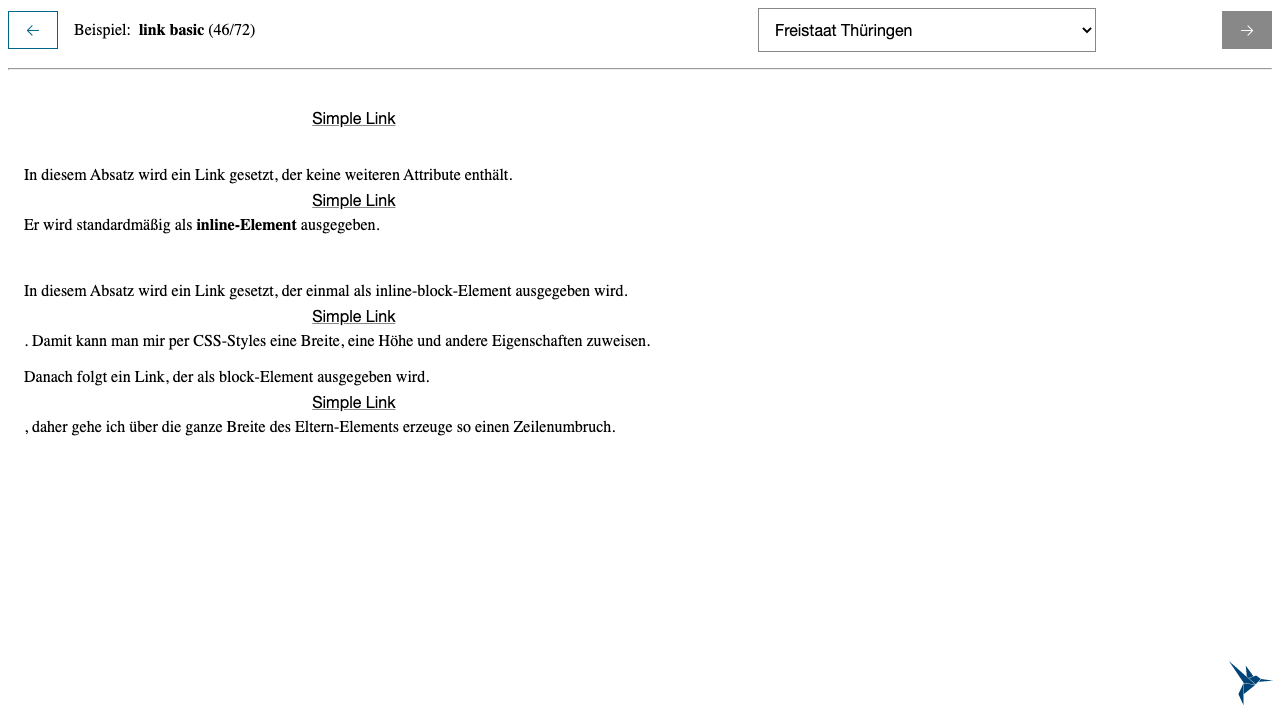 Beispiel: link basic (46/72)
Freistaat Thüringen
Simple Link
In diesem Absatz wird ein Link gesetzt, der keine weiteren Attribute enthält.
Simple Link
Er wird standardmäßig als inline-Element ausgegeben.
In diesem Absatz wird ein Link gesetzt, der einmal als inline-block-Element ausgegeben wird.
Simple Link
. Damit kann man mir per CSS-Styles eine Breite, eine Höhe und andere Eigenschaften zuweisen.
Danach folgt ein Link, der als block-Element ausgegeben wird.
Simple Link
, daher gehe ich über die ganze Breite des Eltern-Elements erzeuge so einen Zeilenumbruch.